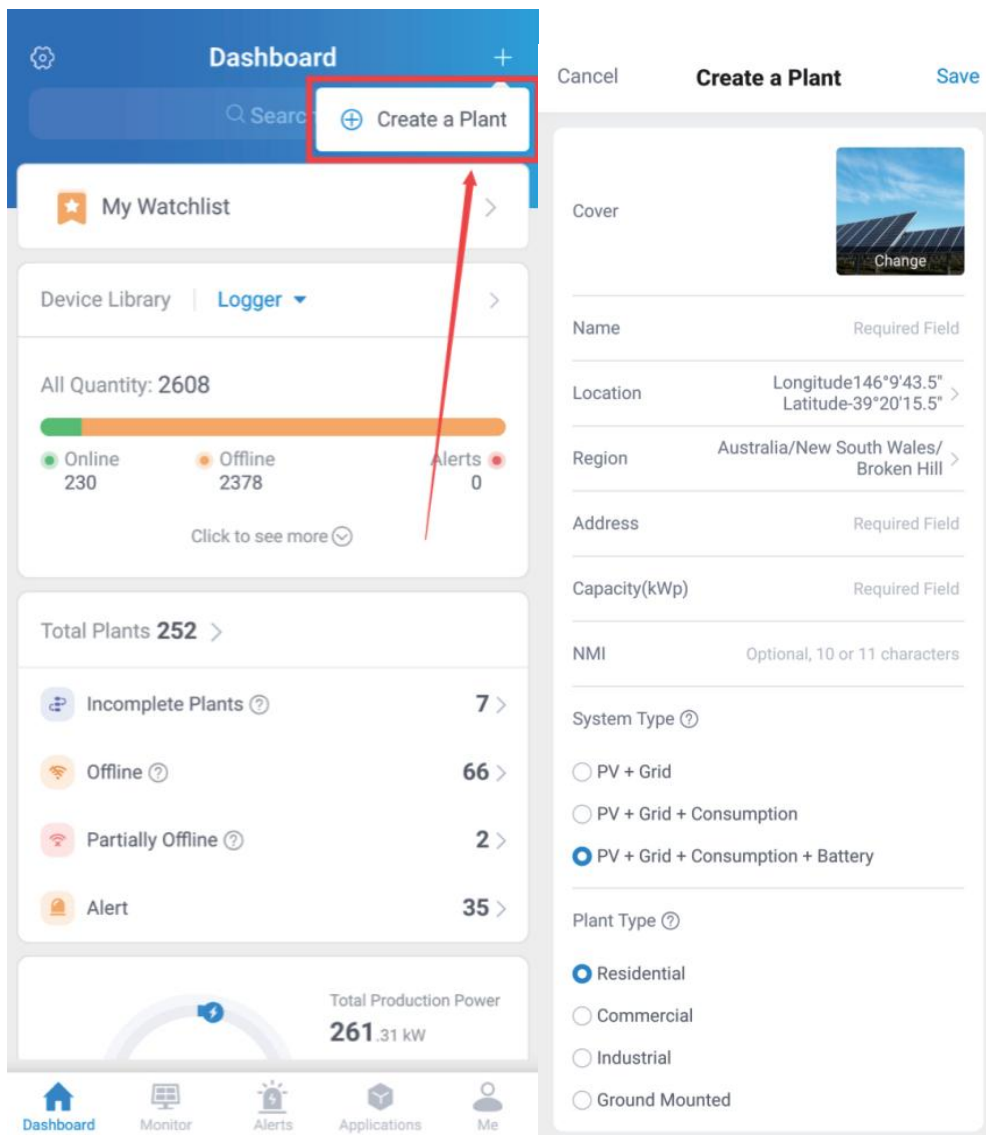 Dashboard
Search
Create a Plant
My Watchlist
Device Library
Logger
All Quantity: 2608
Online
Offline
Alerts
230
2378
0
Click to see more
Total Plants 252
Incomplete Plants
7
Offline
66
Partially Offline
2
Alert
35
Total Production Power
261.31 kW
Dashboard
Monitor
Alerts
Applications
Me
Cancel
Create a Plant
Save
Cover
Change
Name
Required Field
Location
Longitude146°9'43.5"
Latitude-39°20'15.5"
Region
Australia/New South Wales/
Broken Hill
Address
Required Field
Capacity(kWp)
Required Field
NMI
Optional, 10 or 11 characters
System Type
PV + Grid
PV + Grid + Consumption
PV + Grid + Consumption + Battery
Plant Type
Residential
Commercial
Industrial
Ground Mounted